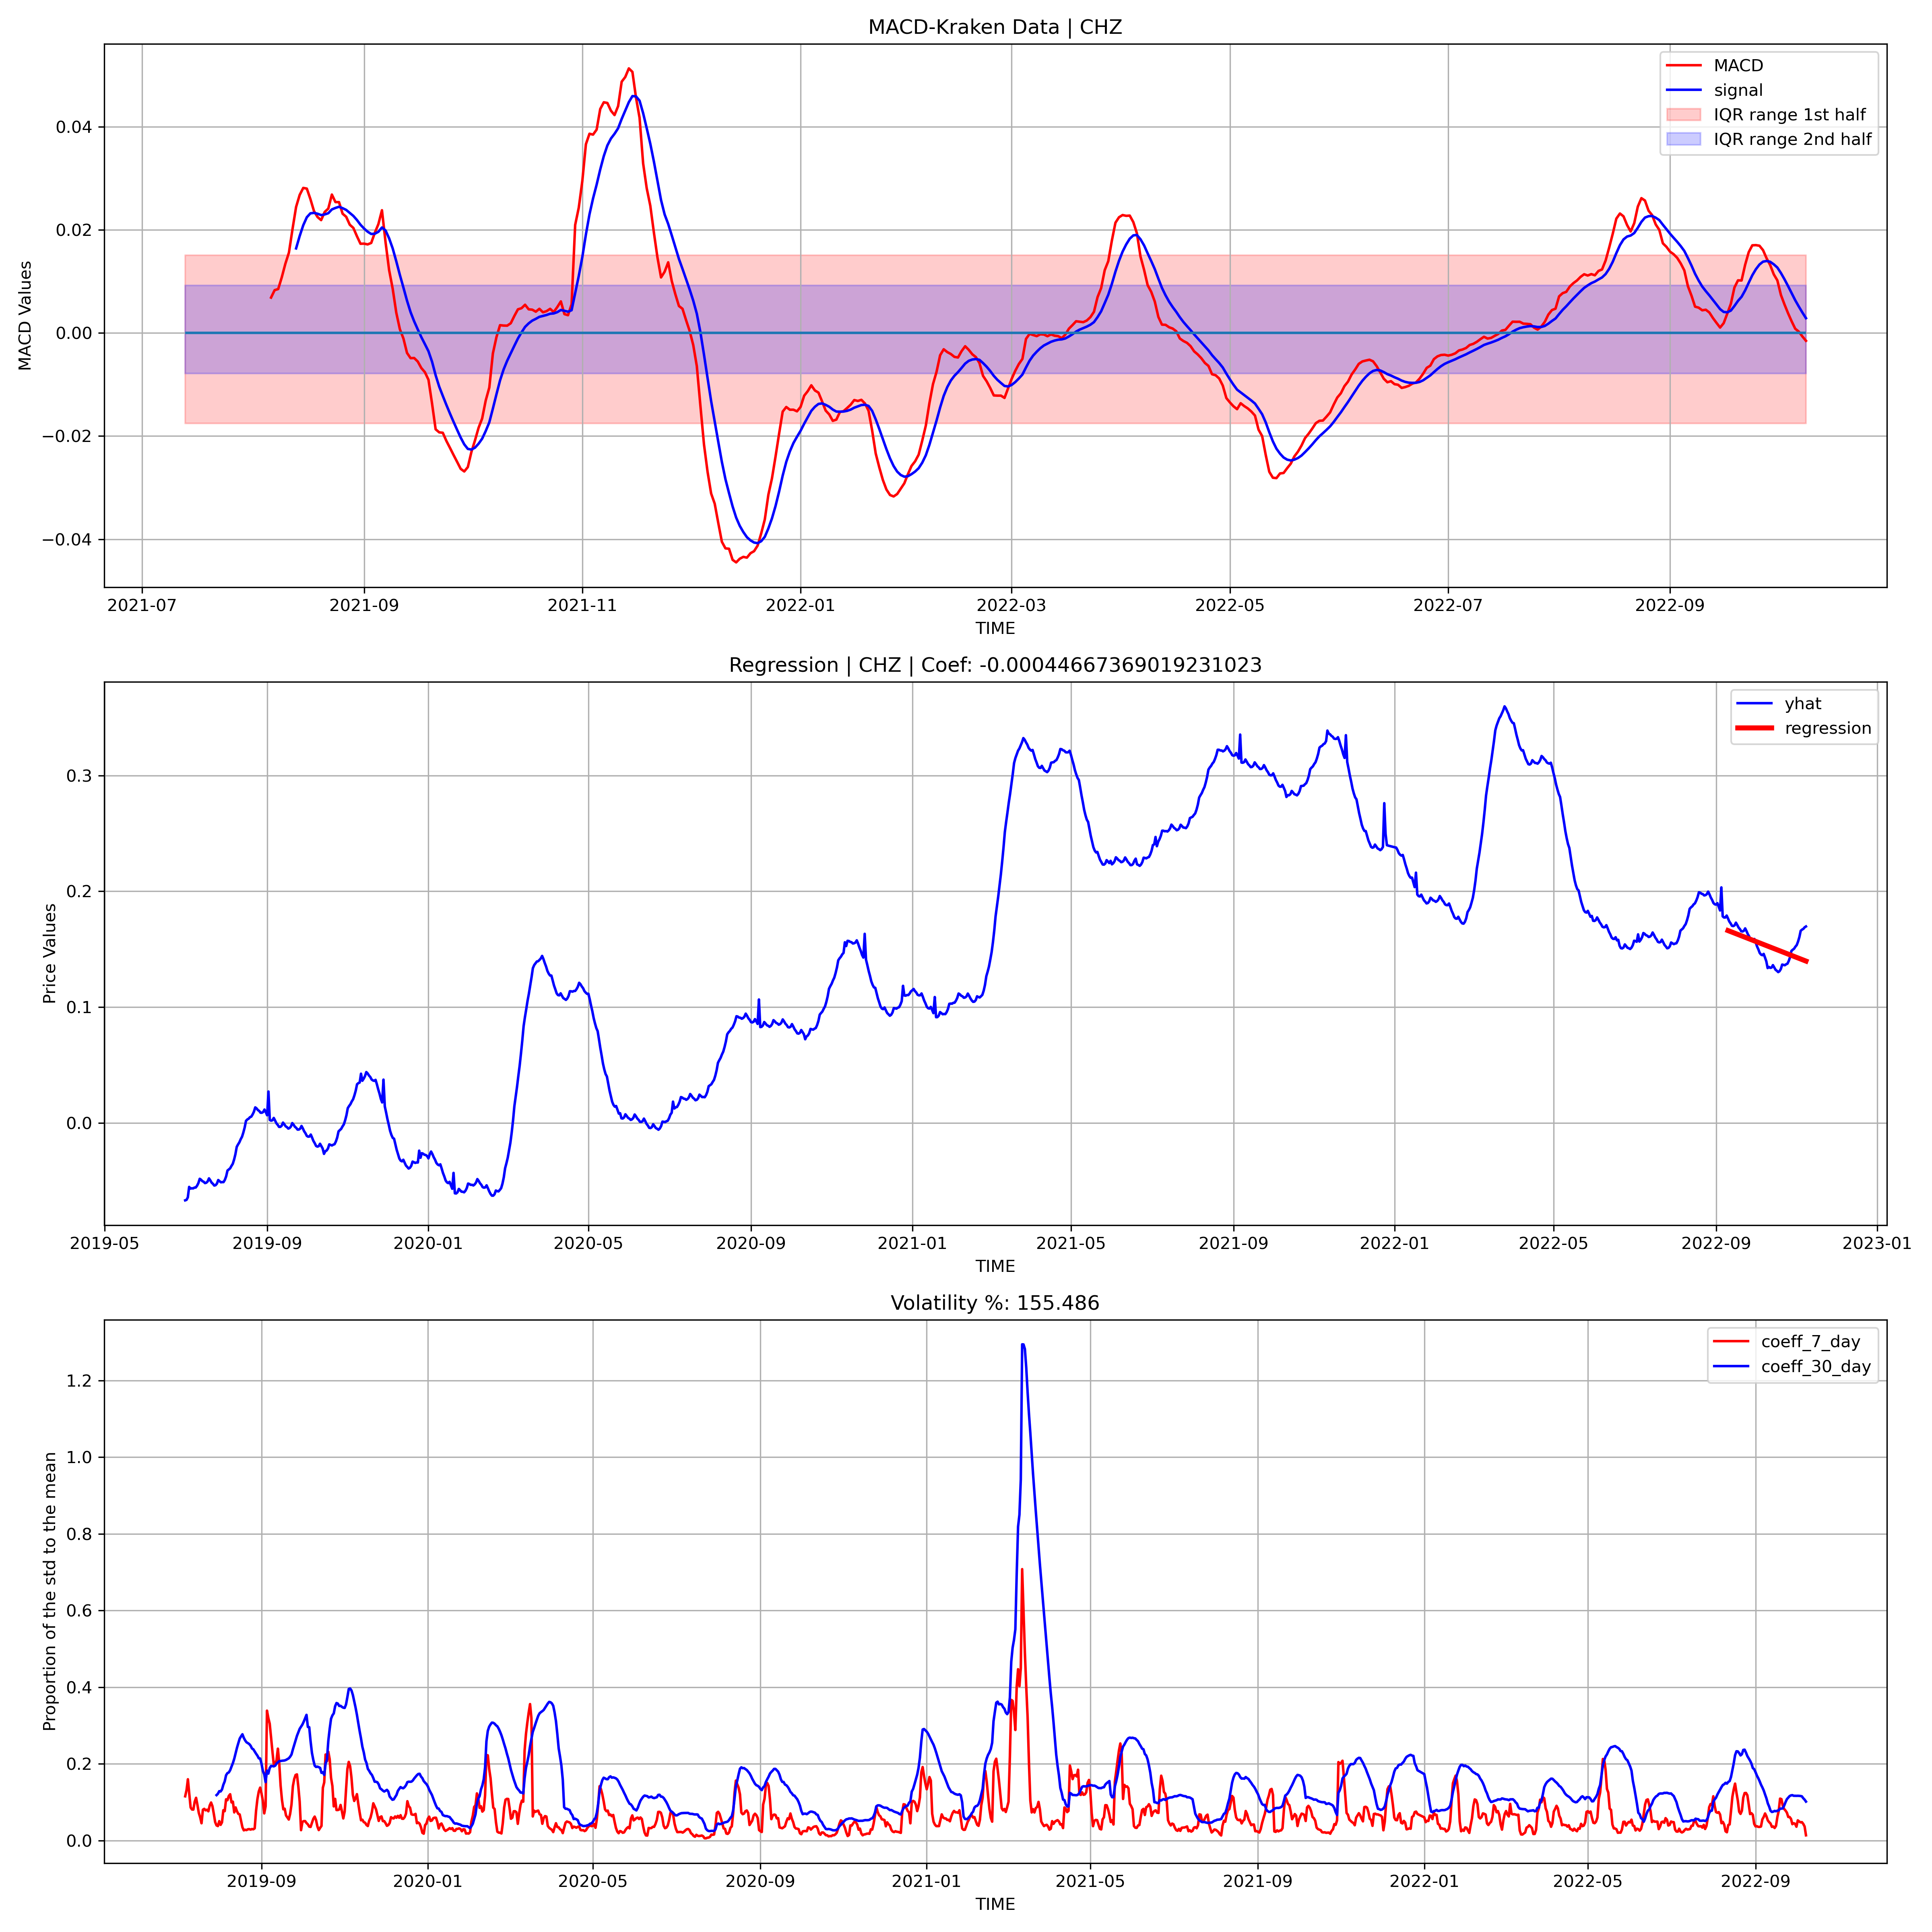 MACD-Kraken Data | CHZ
MACD
signal
IQR range 1st half
IQR range 2nd half
MACD Values
0.04
0.02
0.00
−0.02
−0.04
2021-07 2021-09 2021-11 2022-01 2022-03 2022-05 2022-07 2022-09
TIME
Regression | CHZ | Coef: -0.00044667369019231023
yhat
regression
Price Values
0.3
0.2
0.1
0.0
2019-05 2019-09 2020-01 2020-05 2020-09 2021-01 2021-05 2021-09 2022-01 2022-05 2022-09 2023-01
TIME
Volatility %: 155.486
coeff_7_day
coeff_30_day
Proportion of the std to the mean
1.2
1.0
0.8
0.6
0.4
0.2
0.0
2019-09 2020-01 2020-05 2020-09 2021-01 2021-05 2021-09 2022-01 2022-05 2022-09
TIME